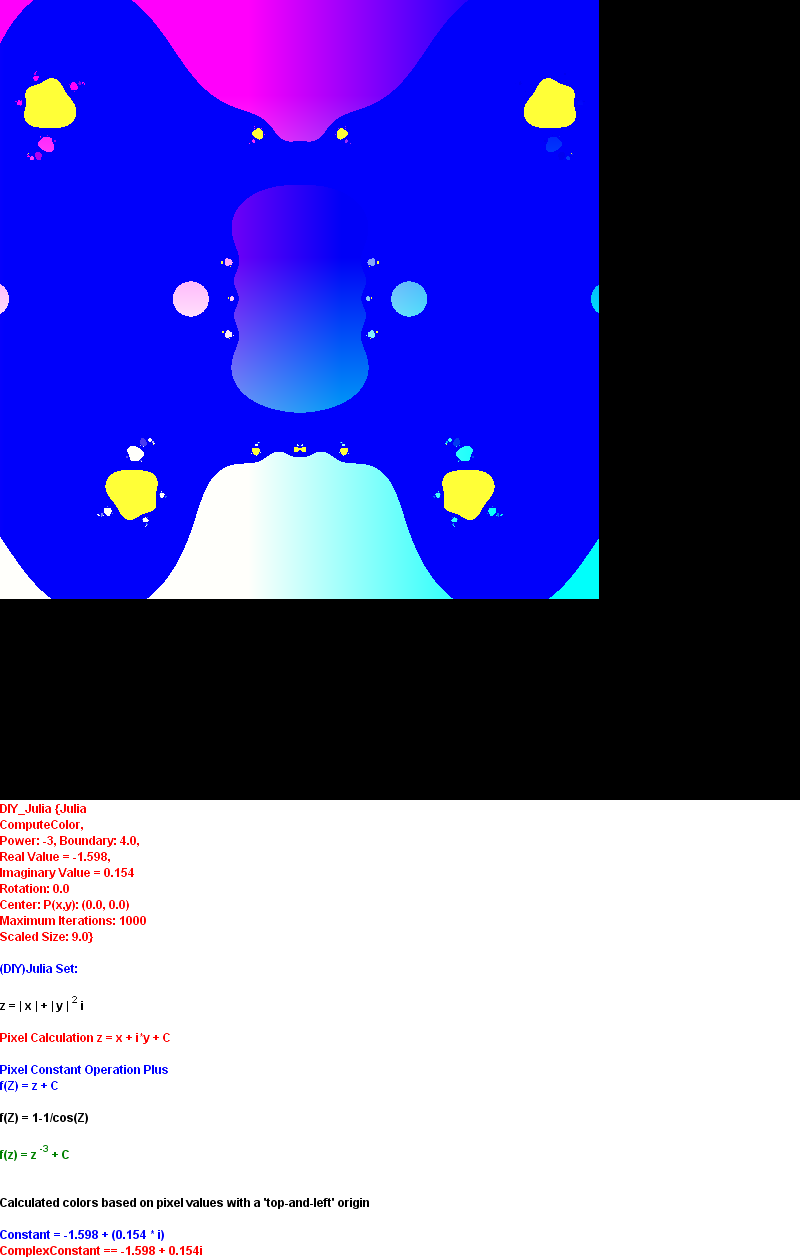 DIY_Julia {Julia
ComputeColor,
Power: -3, Boundary: 4.0,
Real Value = -1.598,
Imaginary Value = 0.154
Rotation: 0.0
Center: P(x,y): (0.0, 0.0)
Maximum Iterations: 1000
Scaled Size: 9.0}
(DIY)Julia Set:
z = | x | + | y | 2 i
Pixel Calculation z = x + i*y + C
Pixel Constant Operation Plus
f(Z) = z + C
f(Z) = 1-1/cos(Z)
f(z) = z -3 + C
Calculated colors based on pixel values with a 'top-and-left' origin
Constant = -1.598 + (0.154 * i)
ComplexConstant == -1.598 + 0.154i